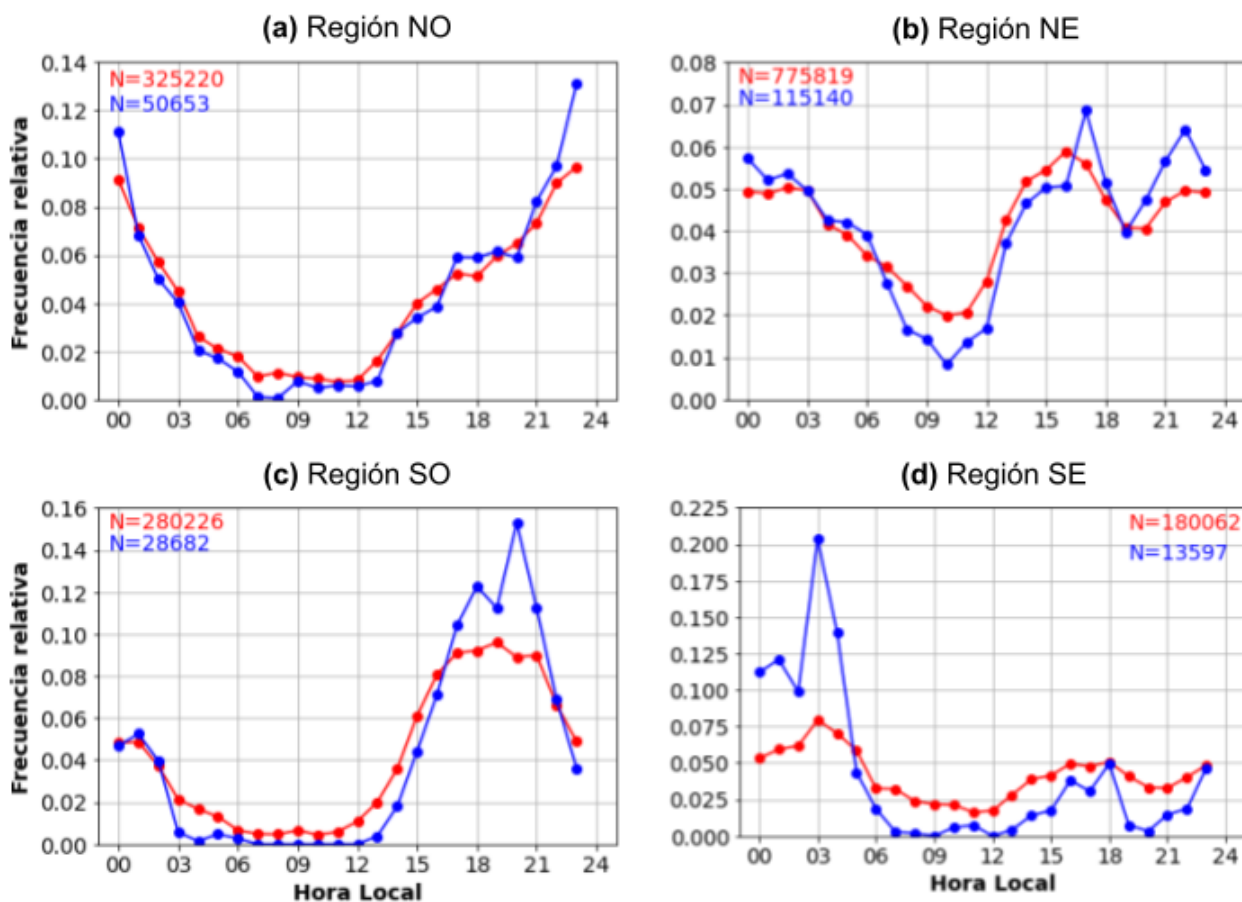 (a) Región NO
N=325220
N=50653
Frecuencia relativa
0.14
0.12
0.10
0.08
0.06
0.04
0.02
0.00
00 03 06 09 12 15 18 21 24
(b) Región NE
N=775819
N=115140
0.08
0.07
0.06
0.05
0.04
0.03
0.02
0.01
0.00
00 03 06 09 12 15 18 21 24
(c) Región SO
N=280226
N=28682
Frecuencia relativa
0.16
0.14
0.12
0.10
0.08
0.06
0.04
0.02
0.00
00 03 06 09 12 15 18 21 24
Hora Local
(d) Región SE
N=180062
N=13597
0.225
0.200
0.175
0.150
0.125
0.100
0.075
0.050
0.025
0.000
00 03 06 09 12 15 18 21 24
Hora Local